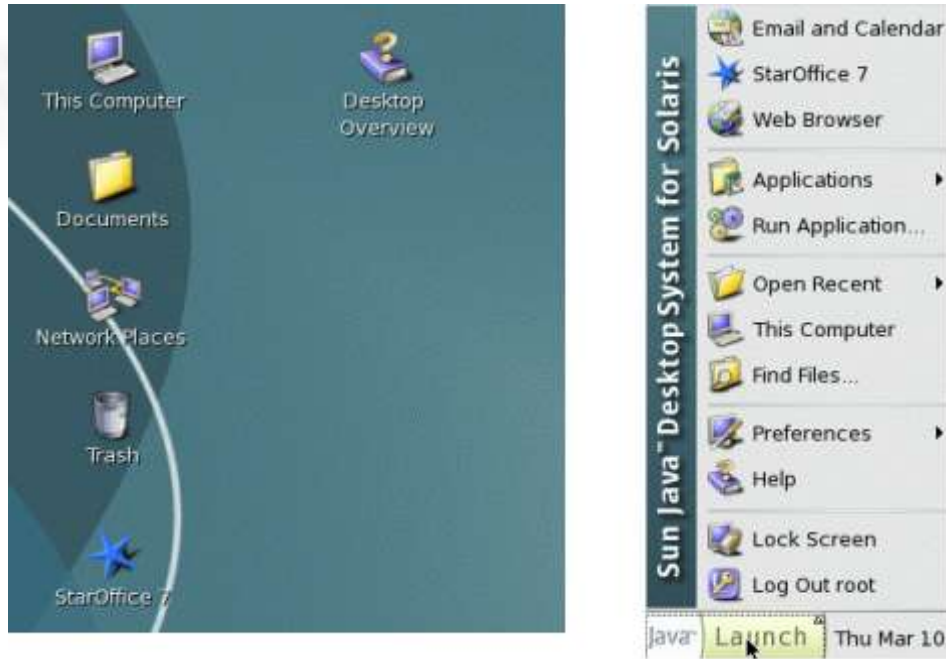 This Computer
Desktop
Overview
Documents
Network Places
Trash
StarOffice 7
Sun Java™ Desktop System for Solaris
Email and Calendar
StarOffice 7
Web Browser
Applications
Run Application...
Open Recent
This Computer
Find Files...
Preferences
Help
Lock Screen
Log Out root
Java™ Launch Thu Mar 10